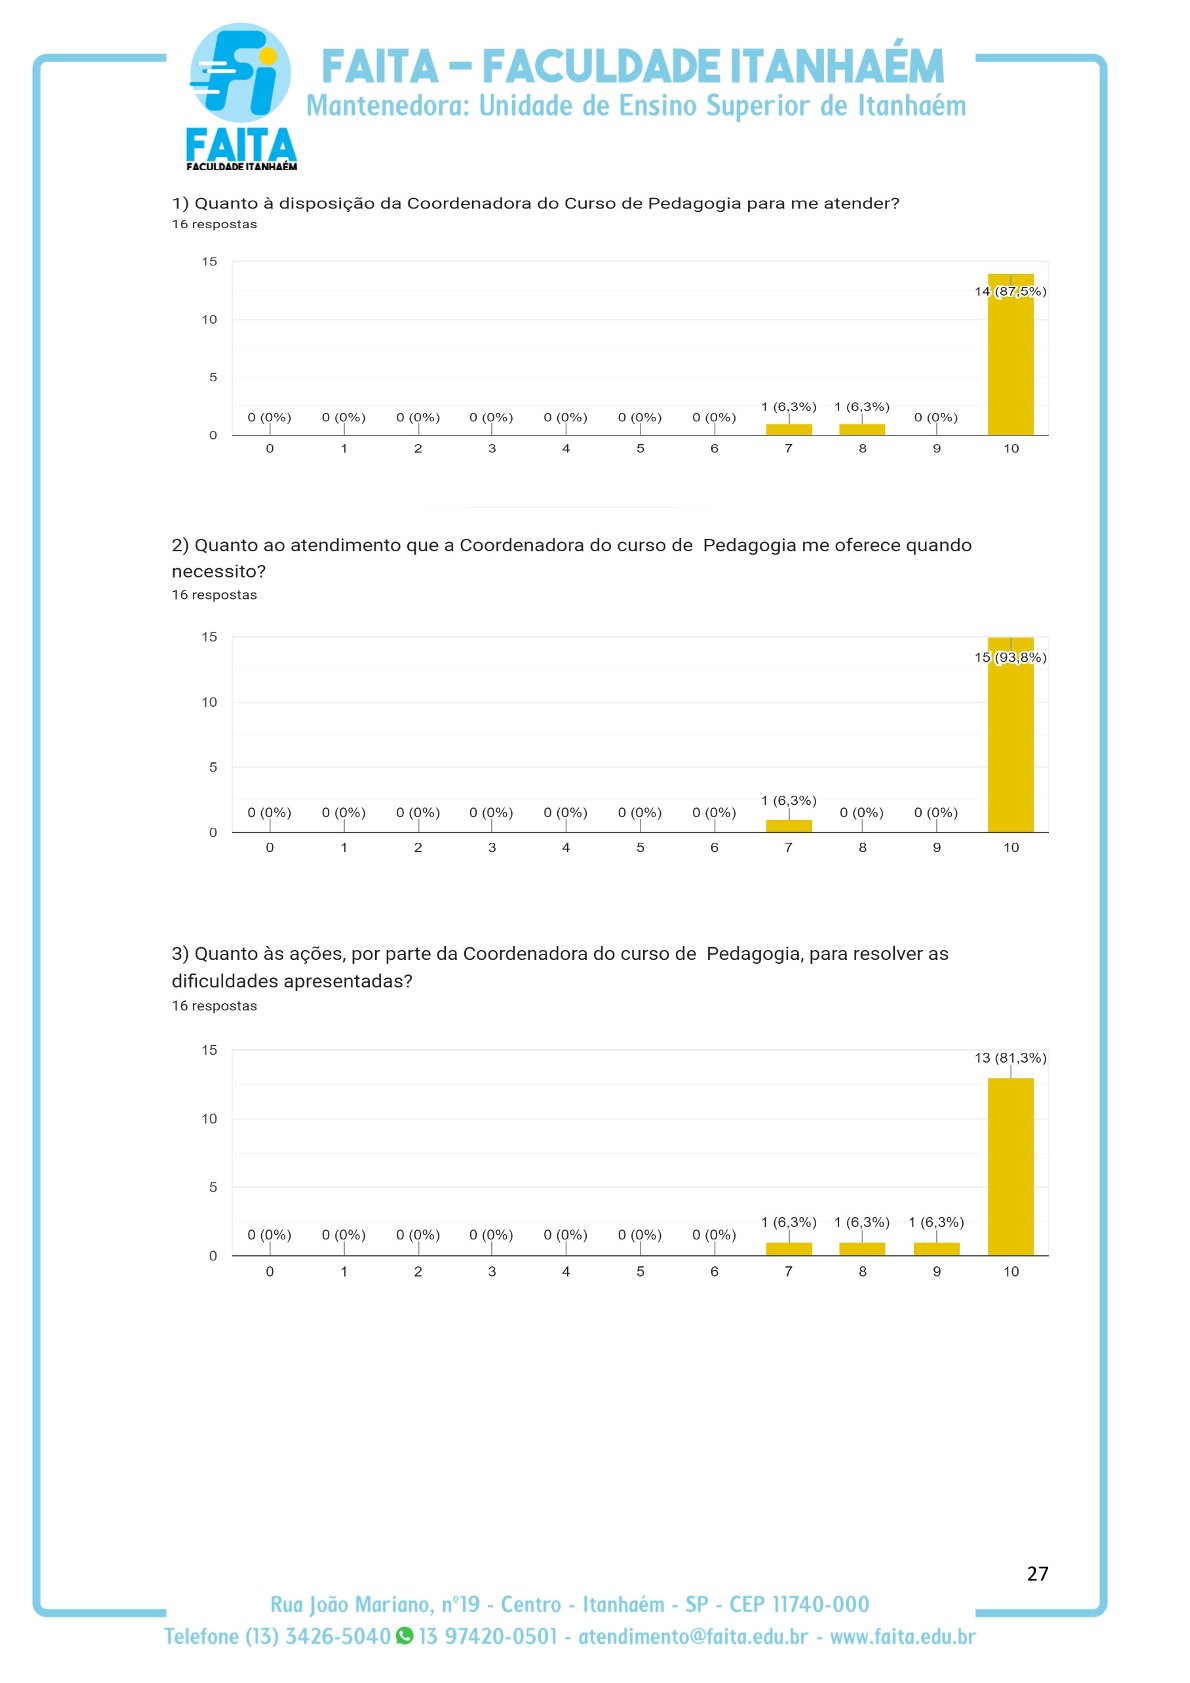 FAITA – FACULDADE ITANHAÉM
Mantenedora: Unidade de Ensino Superior de Itanhaém
FAITA
FACULDADE ITANHAÉM
1) Quanto à disposição da Coordenadora do Curso de Pedagogia para me atender?
16 respostas
15
10
5
0
0 (0%) 0 (0%) 0 (0%) 0 (0%) 0 (0%) 0 (0%) 0 (0%) 1 (6,3%) 1 (6,3%) 0 (0%) 14 (87,5%)
0 1 2 3 4 5 6 7 8 9 10
2) Quanto ao atendimento que a Coordenadora do curso de  Pedagogia me oferece quando
necessito?
16 respostas
15
10
5
0
0 (0%) 0 (0%) 0 (0%) 0 (0%) 0 (0%) 0 (0%) 0 (0%) 1 (6,3%) 0 (0%) 0 (0%) 15 (93,8%)
0 1 2 3 4 5 6 7 8 9 10
3) Quanto às ações, por parte da Coordenadora do curso de  Pedagogia, para resolver as
dificuldades apresentadas?
16 respostas
15
10
5
0
0 (0%) 0 (0%) 0 (0%) 0 (0%) 0 (0%) 0 (0%) 0 (0%) 1 (6,3%) 1 (6,3%) 1 (6,3%) 13 (81,3%)
0 1 2 3 4 5 6 7 8 9 10
27
Rua João Mariano, nº19 - Centro - Itanhaém - SP - CEP 11740-000
Telefone (13) 3426-5040 13 97420-0501 - atendimento@faita.edu.br - www.faita.edu.br